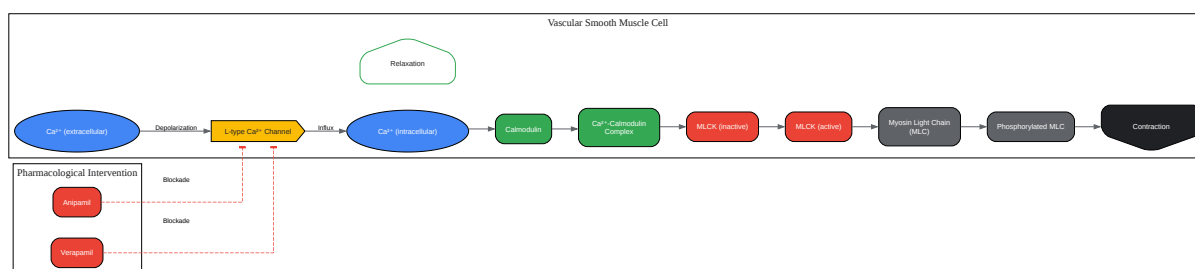 Vascular Smooth Muscle Cell
Relaxation
Ca²⁺ (extracellular)
Depolarization
L-type Ca²⁺ Channel
Influx
Ca²⁺ (intracellular)
Calmodulin
Ca²⁺-Calmodulin
Complex
MLCK (inactive)
MLCK (active)
Myosin Light Chain
(MLC)
Phosphorylated MLC
Contraction
Pharmacological Intervention
Blockade
Anipamil
Blockade
Verapamil